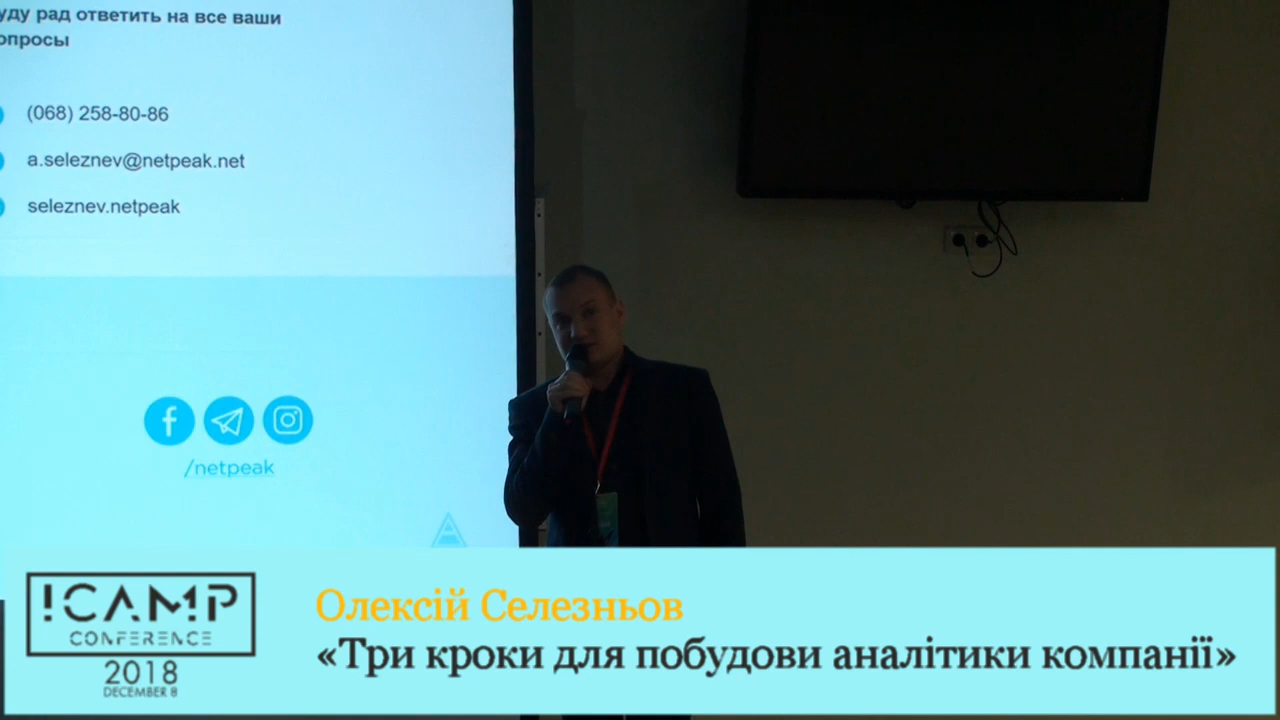 уду рад ответить на все ваши
опросы
(068) 258-80-86
a.seleznev@netpeak.net
seleznev.netpeak
/netpeak
!CAMP
CONFERENCE
2018
DECEMBER 8
Олексій Селезньов
«Три кроки для побудови аналітики компанії»